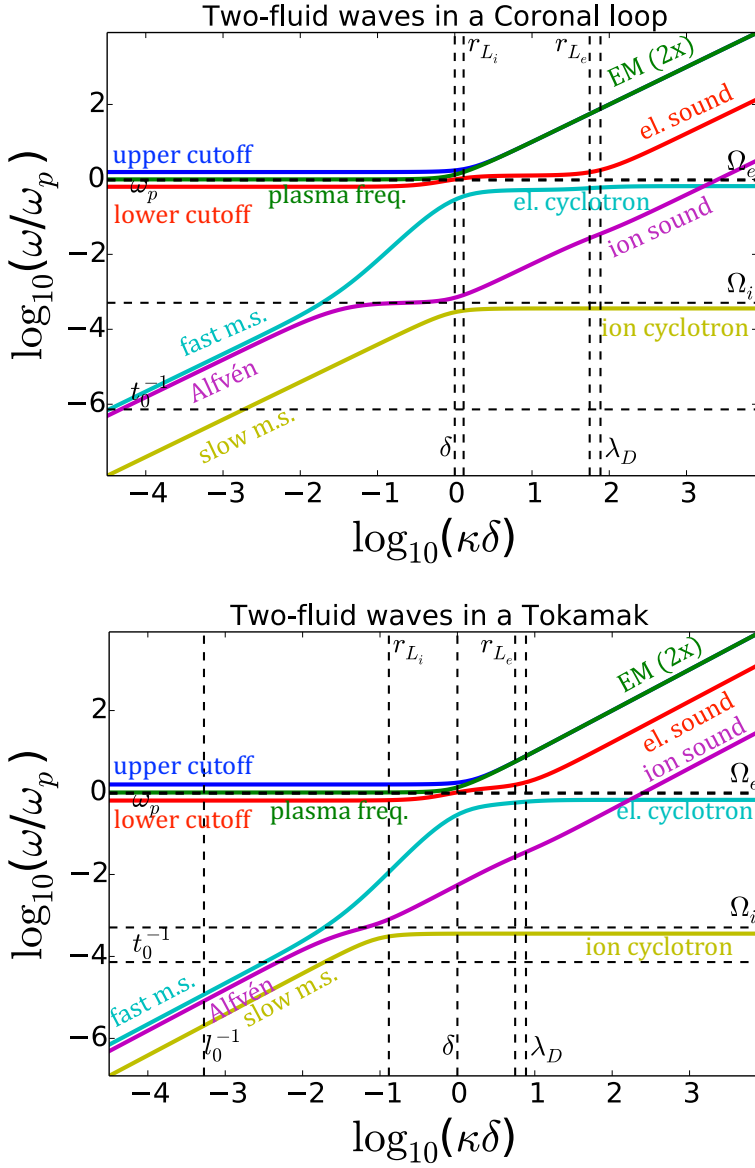 Two-fluid waves in a Coronal loop
r_{L_i}
r_{L_e}
EM (2x)
el. sound
upper cutoff
Ω_e
ω_p
plasma freq.
lower cutoff
el. cyclotron
ion sound
Ω_i
fast m.s.
Alfvén
ion cyclotron
t_0^{-1}
slow m.s.
δ
λ_D
2
0
−2
−4
−6
log₁₀(ω/ω_p)
−4 −3 −2 −1 0 1 2 3
log₁₀(κδ)
Two-fluid waves in a Tokamak
r_{L_i}
r_{L_e}
EM (2x)
el. sound
ion sound
upper cutoff
Ω_e
ω_p
plasma freq.
lower cutoff
el. cyclotron
Ω_i
t_0^{-1}
ion cyclotron
fast m.s.
Alfvén
slow m.s.
l_0^{-1}
δ
λ_D
2
0
−2
−4
−6
log₁₀(ω/ω_p)
−4 −3 −2 −1 0 1 2 3
log₁₀(κδ)